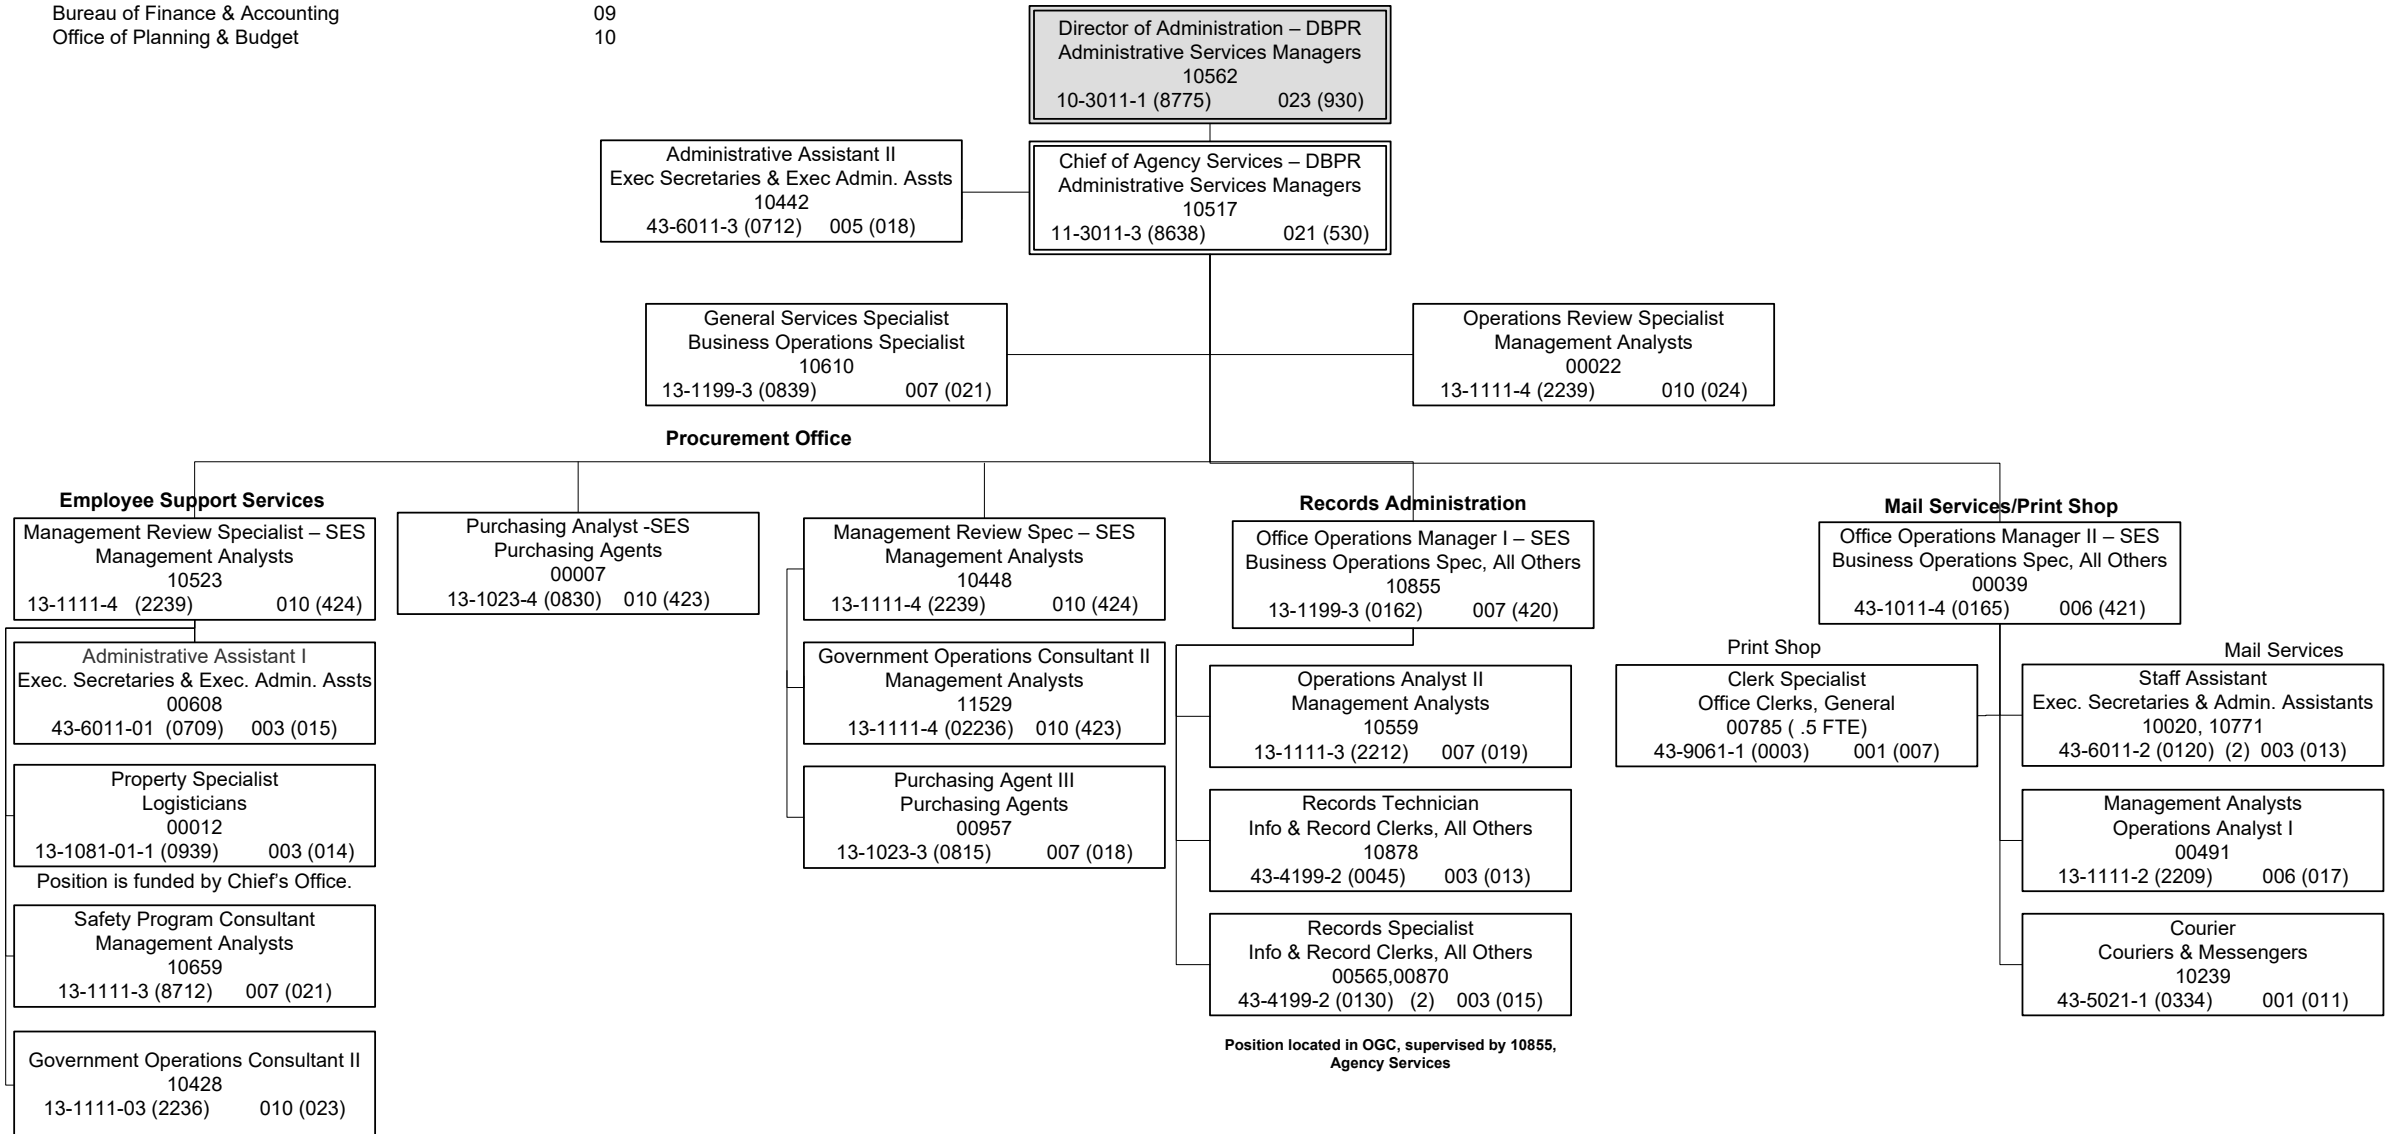 Bureau of Finance & Accounting 09
Office of Planning & Budget 10
Director of Administration – DBPR
Administrative Services Managers
10562
10-3011-1 (8775) 023 (930)
Administrative Assistant II
Exec Secretaries & Exec Admin. Assts
10442
43-6011-3 (0712) 005 (018)
Chief of Agency Services – DBPR
Administrative Services Managers
10517
11-3011-3 (8638) 021 (530)
General Services Specialist
Business Operations Specialist
10610
13-1199-3 (0839) 007 (021)
Operations Review Specialist
Management Analysts
00022
13-1111-4 (2239) 010 (024)
Procurement Office
Employee Support Services
Management Review Specialist – SES
Management Analysts
10523
13-1111-4 (2239) 010 (424)
Administrative Assistant I
Exec. Secretaries & Exec. Admin. Assts
00608
43-6011-01 (0709) 003 (015)
Property Specialist
Logisticians
00012
13-1081-01-1 (0939) 003 (014)
Position is funded by Chief's Office.
Safety Program Consultant
Management Analysts
10659
13-1111-3 (8712) 007 (021)
Government Operations Consultant II
10428
13-1111-03 (2236) 010 (023)
Purchasing Analyst -SES
Purchasing Agents
00007
13-1023-4 (0830) 010 (423)
Management Review Spec – SES
Management Analysts
10448
13-1111-4 (2239) 010 (424)
Government Operations Consultant II
Management Analysts
11529
13-1111-4 (02236) 010 (423)
Purchasing Agent III
Purchasing Agents
00957
13-1023-3 (0815) 007 (018)
Records Administration
Office Operations Manager I – SES
Business Operations Spec, All Others
10855
13-1199-3 (0162) 007 (420)
Operations Analyst II
Management Analysts
10559
13-1111-3 (2212) 007 (019)
Records Technician
Info & Record Clerks, All Others
10878
43-4199-2 (0045) 003 (013)
Records Specialist
Info & Record Clerks, All Others
00565,00870
43-4199-2 (0130) (2) 003 (015)
Position located in OGC, supervised by 10855,
Agency Services
Mail Services/Print Shop
Office Operations Manager II – SES
Business Operations Spec, All Others
00039
43-1011-4 (0165) 006 (421)
Print Shop
Clerk Specialist
Office Clerks, General
00785 ( .5 FTE)
43-9061-1 (0003) 001 (007)
Mail Services
Staff Assistant
Exec. Secretaries & Admin. Assistants
10020, 10771
43-6011-2 (0120) (2) 003 (013)
Management Analysts
Operations Analyst I
00491
13-1111-2 (2209) 006 (017)
Courier
Couriers & Messengers
10239
43-5021-1 (0334) 001 (011)